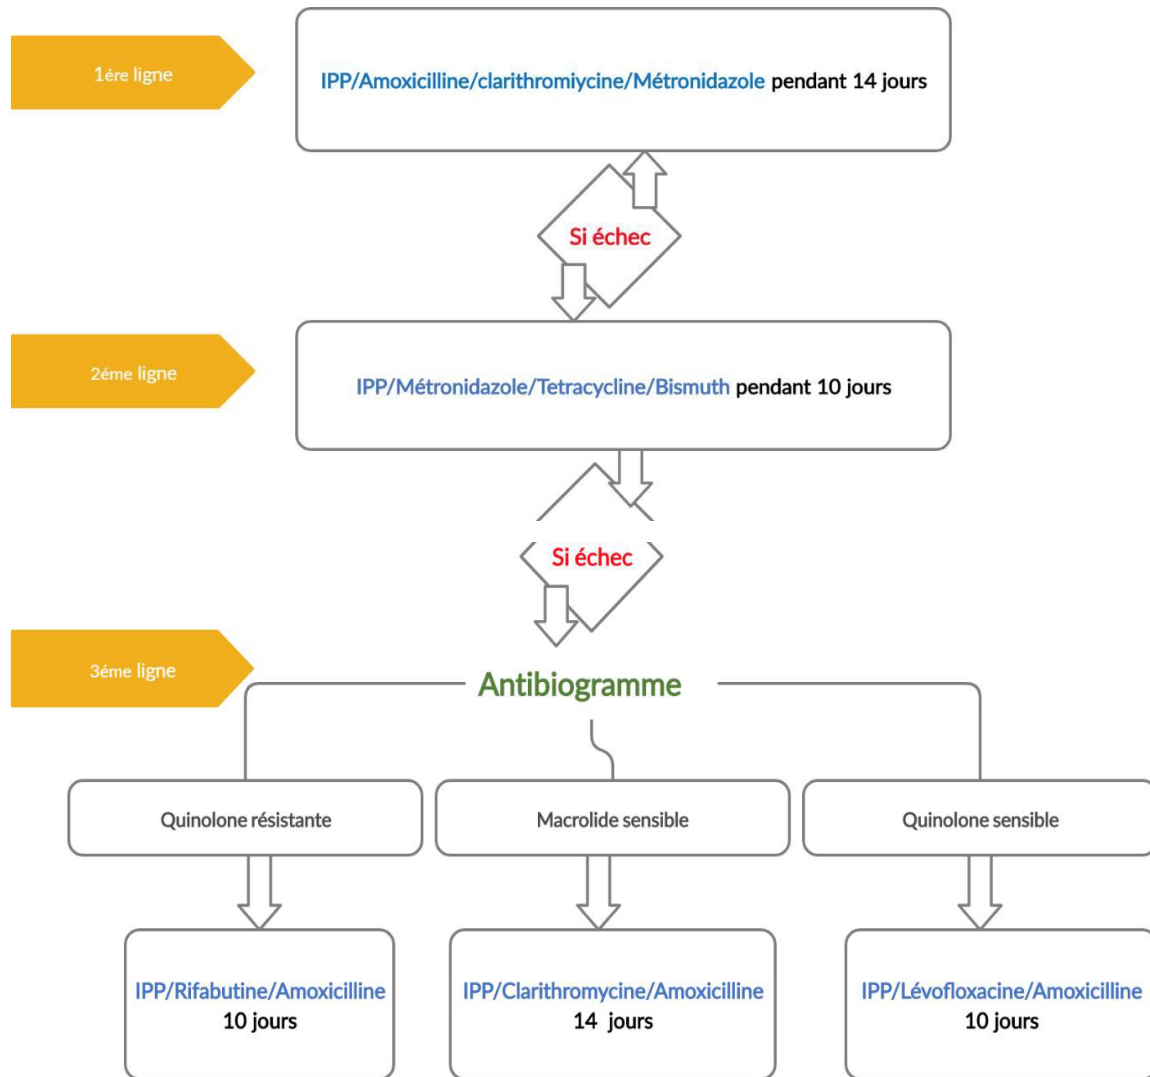 1ére ligne
IPP/Amoxicilline/clarithromiycine/Métronidazole pendant 14 jours
Si échec
2éme ligne
IPP/Métronidazole/Tetracycline/Bismuth pendant 10 jours
Si échec
3éme ligne
Antibiogramme
Quinolone résistante
Macrolide sensible
Quinolone sensible
IPP/Rifabutine/Amoxicilline
10 jours
IPP/Clarithromycine/Amoxicilline
14 jours
IPP/Lévofloxacine/Amoxicilline
10 jours